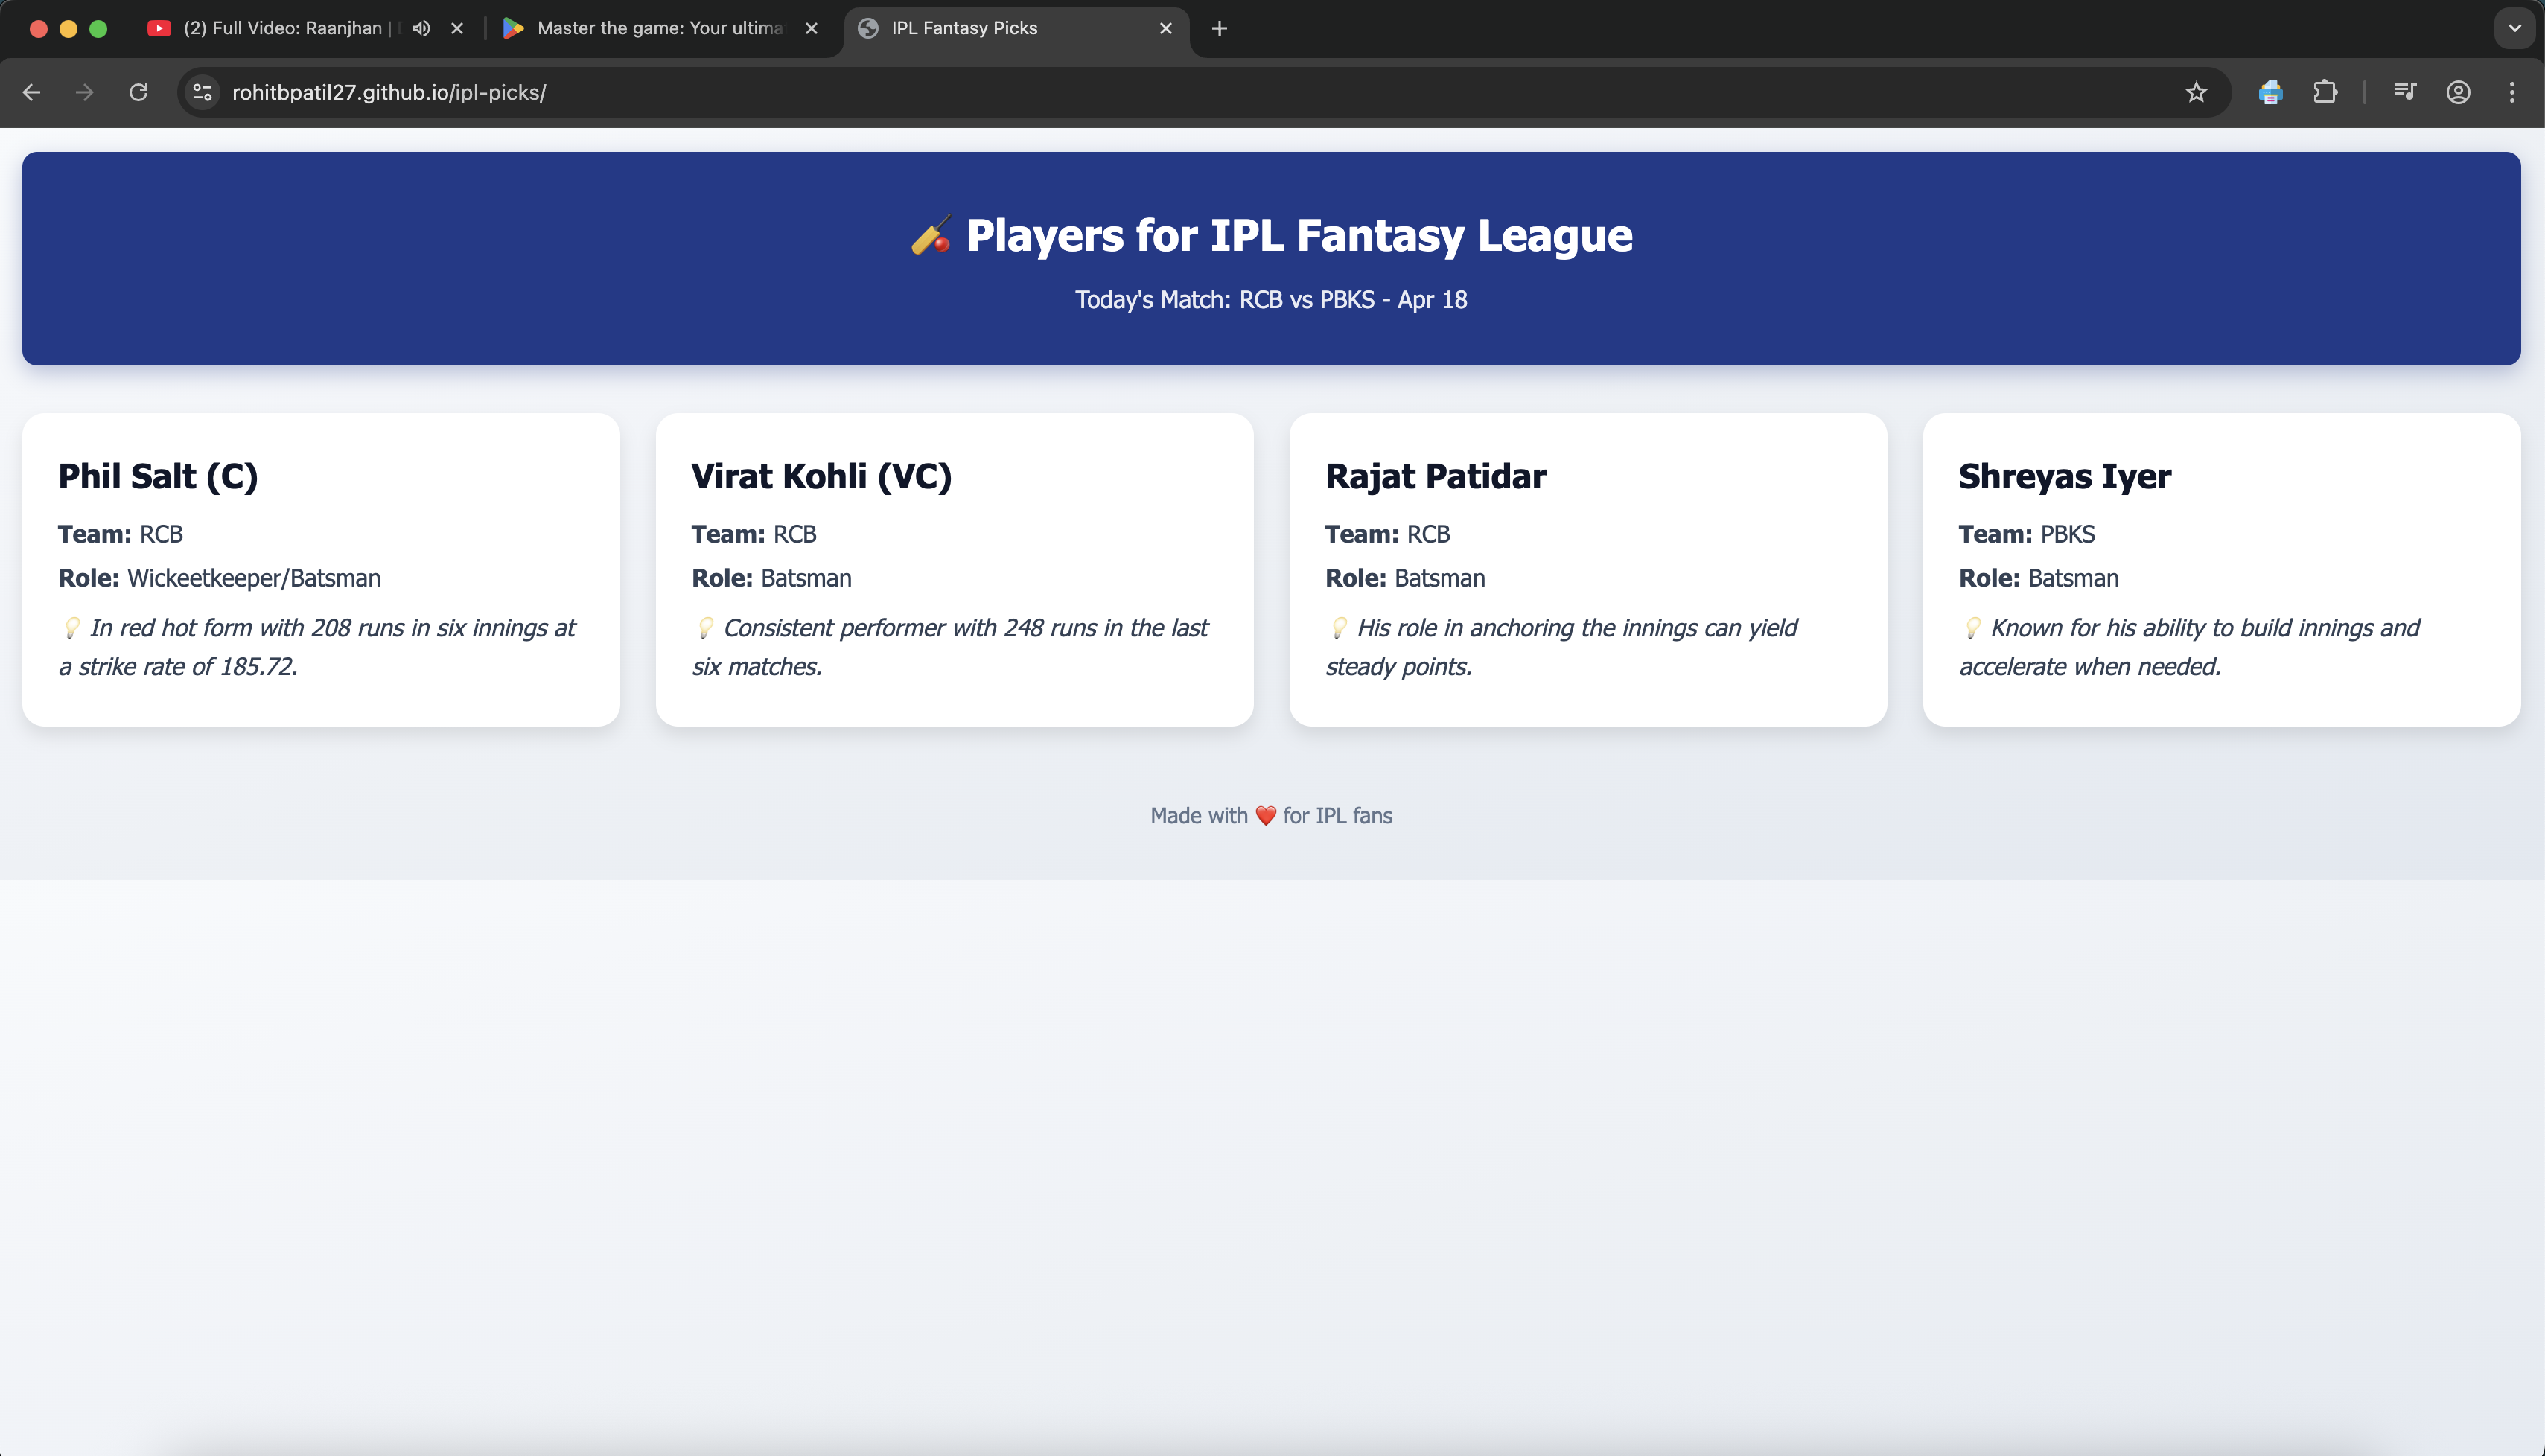 (2) Full Video: Raanjhan |
Master the game: Your ultima
IPL Fantasy Picks
rohitbpatil27.github.io/ipl-picks/
🏏 Players for IPL Fantasy League
Today's Match: RCB vs PBKS - Apr 18
Phil Salt (C)
Team: RCB
Role: Wickeetkeeper/Batsman
💡 In red hot form with 208 runs in six innings at
a strike rate of 185.72.
Virat Kohli (VC)
Team: RCB
Role: Batsman
💡 Consistent performer with 248 runs in the last
six matches.
Rajat Patidar
Team: RCB
Role: Batsman
💡 His role in anchoring the innings can yield
steady points.
Shreyas Iyer
Team: PBKS
Role: Batsman
💡 Known for his ability to build innings and
accelerate when needed.
Made with ❤️ for IPL fans